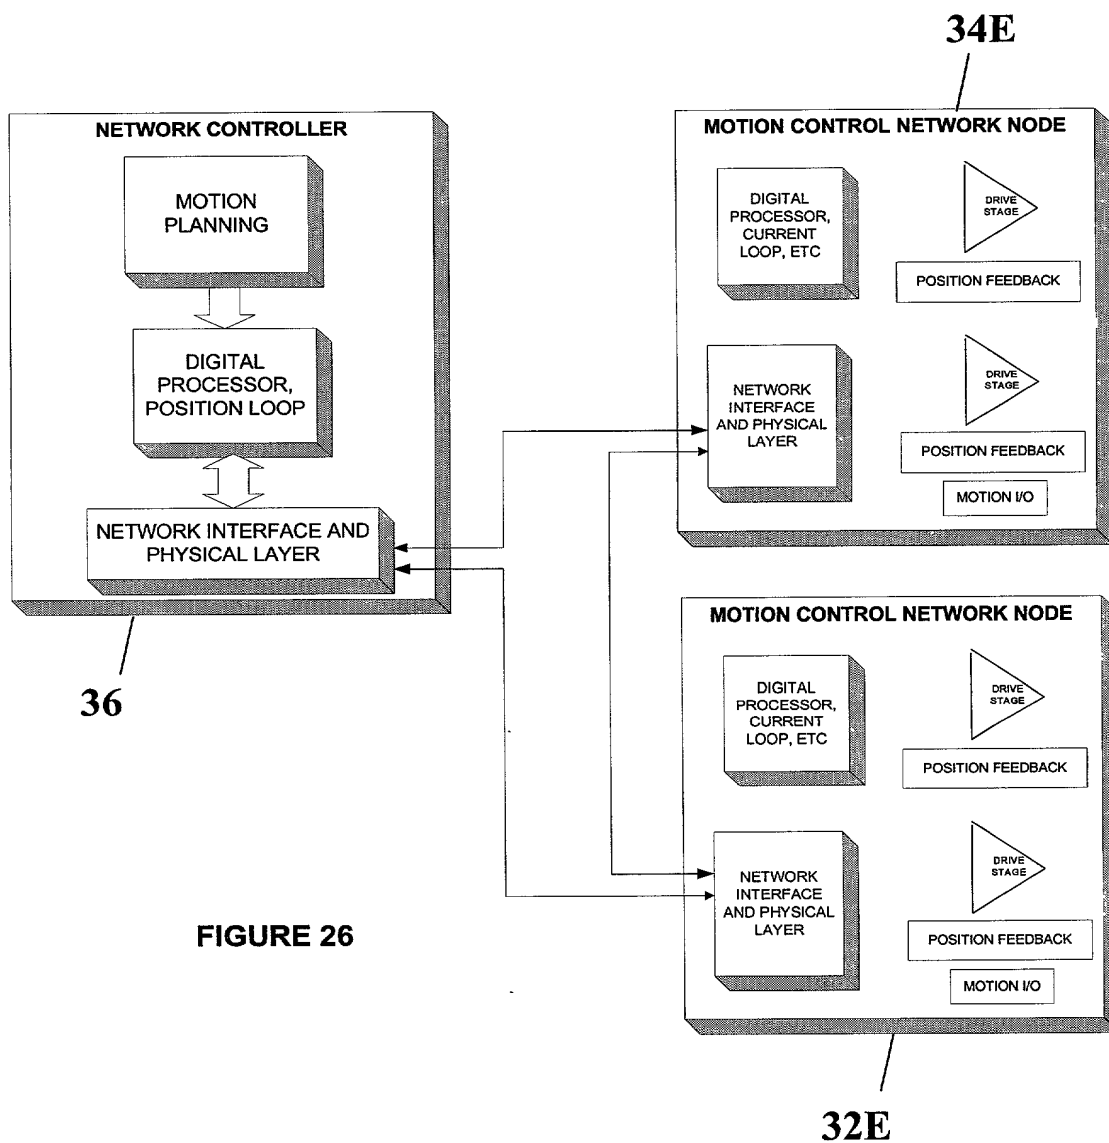 34E
NETWORK CONTROLLER
MOTION
PLANNING
DIGITAL
PROCESSOR,
POSITION LOOP
NETWORK INTERFACE AND
PHYSICAL LAYER
36
MOTION CONTROL NETWORK NODE
DIGITAL
PROCESSOR,
CURRENT
LOOP, ETC
DRIVE
STAGE
POSITION FEEDBACK
NETWORK
INTERFACE
AND PHYSICAL
LAYER
DRIVE
STAGE
POSITION FEEDBACK
MOTION I/O
MOTION CONTROL NETWORK NODE
DIGITAL
PROCESSOR,
CURRENT
LOOP, ETC
DRIVE
STAGE
POSITION FEEDBACK
NETWORK
INTERFACE
AND PHYSICAL
LAYER
DRIVE
STAGE
POSITION FEEDBACK
MOTION I/O
FIGURE 26
32E